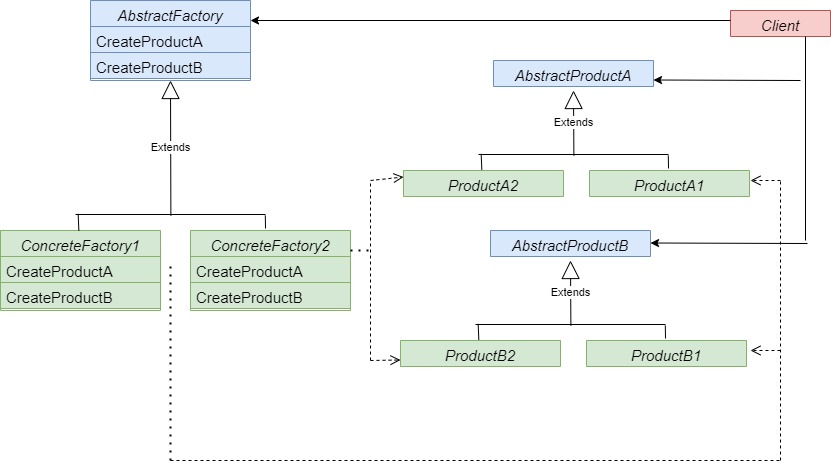 AbstractFactory
CreateProductA
CreateProductB
Client
AbstractProductA
Extends
Extends
ProductA2
ProductA1
ConcreteFactory1
CreateProductA
CreateProductB
ConcreteFactory2
CreateProductA
CreateProductB
AbstractProductB
Extends
ProductB2
ProductB1